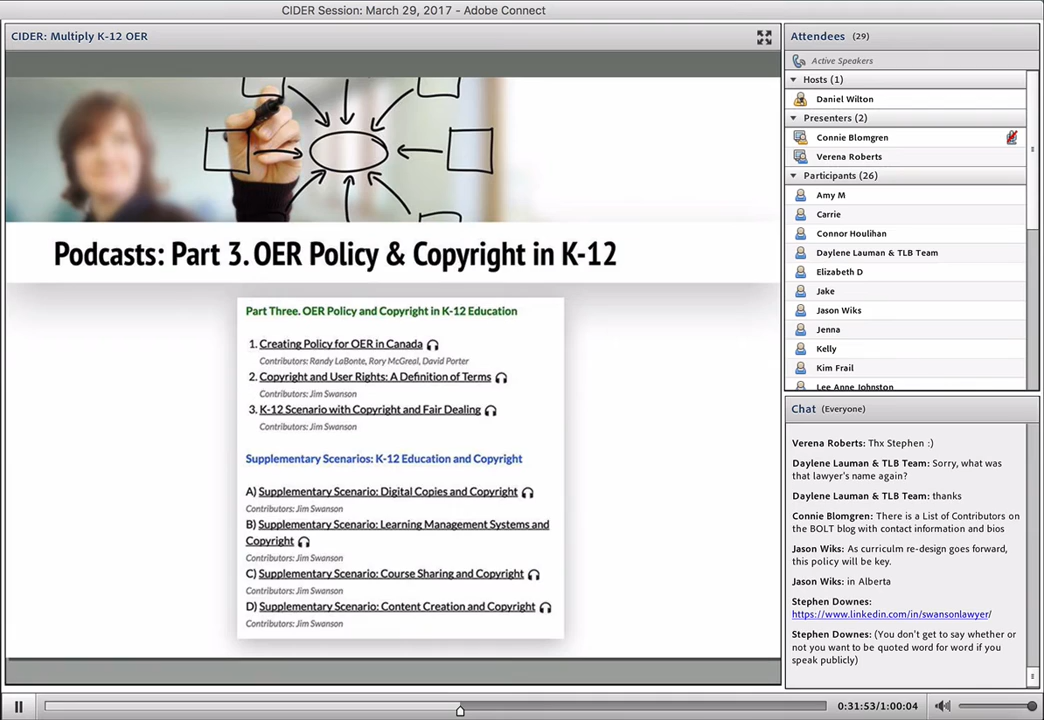 CIDER Session: March 29, 2017 - Adobe Connect
CIDER: Multiply K-12 OER
Podcasts: Part 3. OER Policy & Copyright in K-12
Part Three. OER Policy and Copyright in K-12 Education
1. Creating Policy for OER in Canada
Contributors: Randy LaBonte, Rory McGreal, David Porter
2. Copyright and User Rights: A Definition of Terms
Contributors: Jim Swanson
3. K-12 Scenario with Copyright and Fair Dealing
Contributors: Jim Swanson
Supplementary Scenarios: K-12 Education and Copyright
A) Supplementary Scenario: Digital Copies and Copyright
Contributors: Jim Swanson
B) Supplementary Scenario: Learning Management Systems and
Copyright
Contributors: Jim Swanson
C) Supplementary Scenario: Course Sharing and Copyright
Contributors: Jim Swanson
D) Supplementary Scenario: Content Creation and Copyright
Contributors: Jim Swanson
Attendees (29)
Active Speakers
Hosts (1)
Daniel Wilton
Presenters (2)
Connie Blomgren
Verena Roberts
Participants (26)
Amy M
Carrie
Connor Houlihan
Daylene Lauman & TLB Team
Elizabeth D
Jake
Jason Wiks
Jenna
Kelly
Kim Frail
Lee Anne Johnston
Chat (Everyone)
Verena Roberts: Thx Stephen :)
Daylene Lauman & TLB Team: Sorry, what was
that lawyer's name again?
Daylene Lauman & TLB Team: thanks
Connie Blomgren: There is a List of Contributors on
the BOLT blog with contact information and bios
Jason Wiks: As curriculm re-design goes forward,
this policy will be key.
Jason Wiks: in Alberta
Stephen Downes:
https://www.linkedin.com/in/swansonlawyer/
Stephen Downes: (You don't get to say whether or
not you want to be quoted word for word if you
speak publicly)
0:31:53/1:00:04